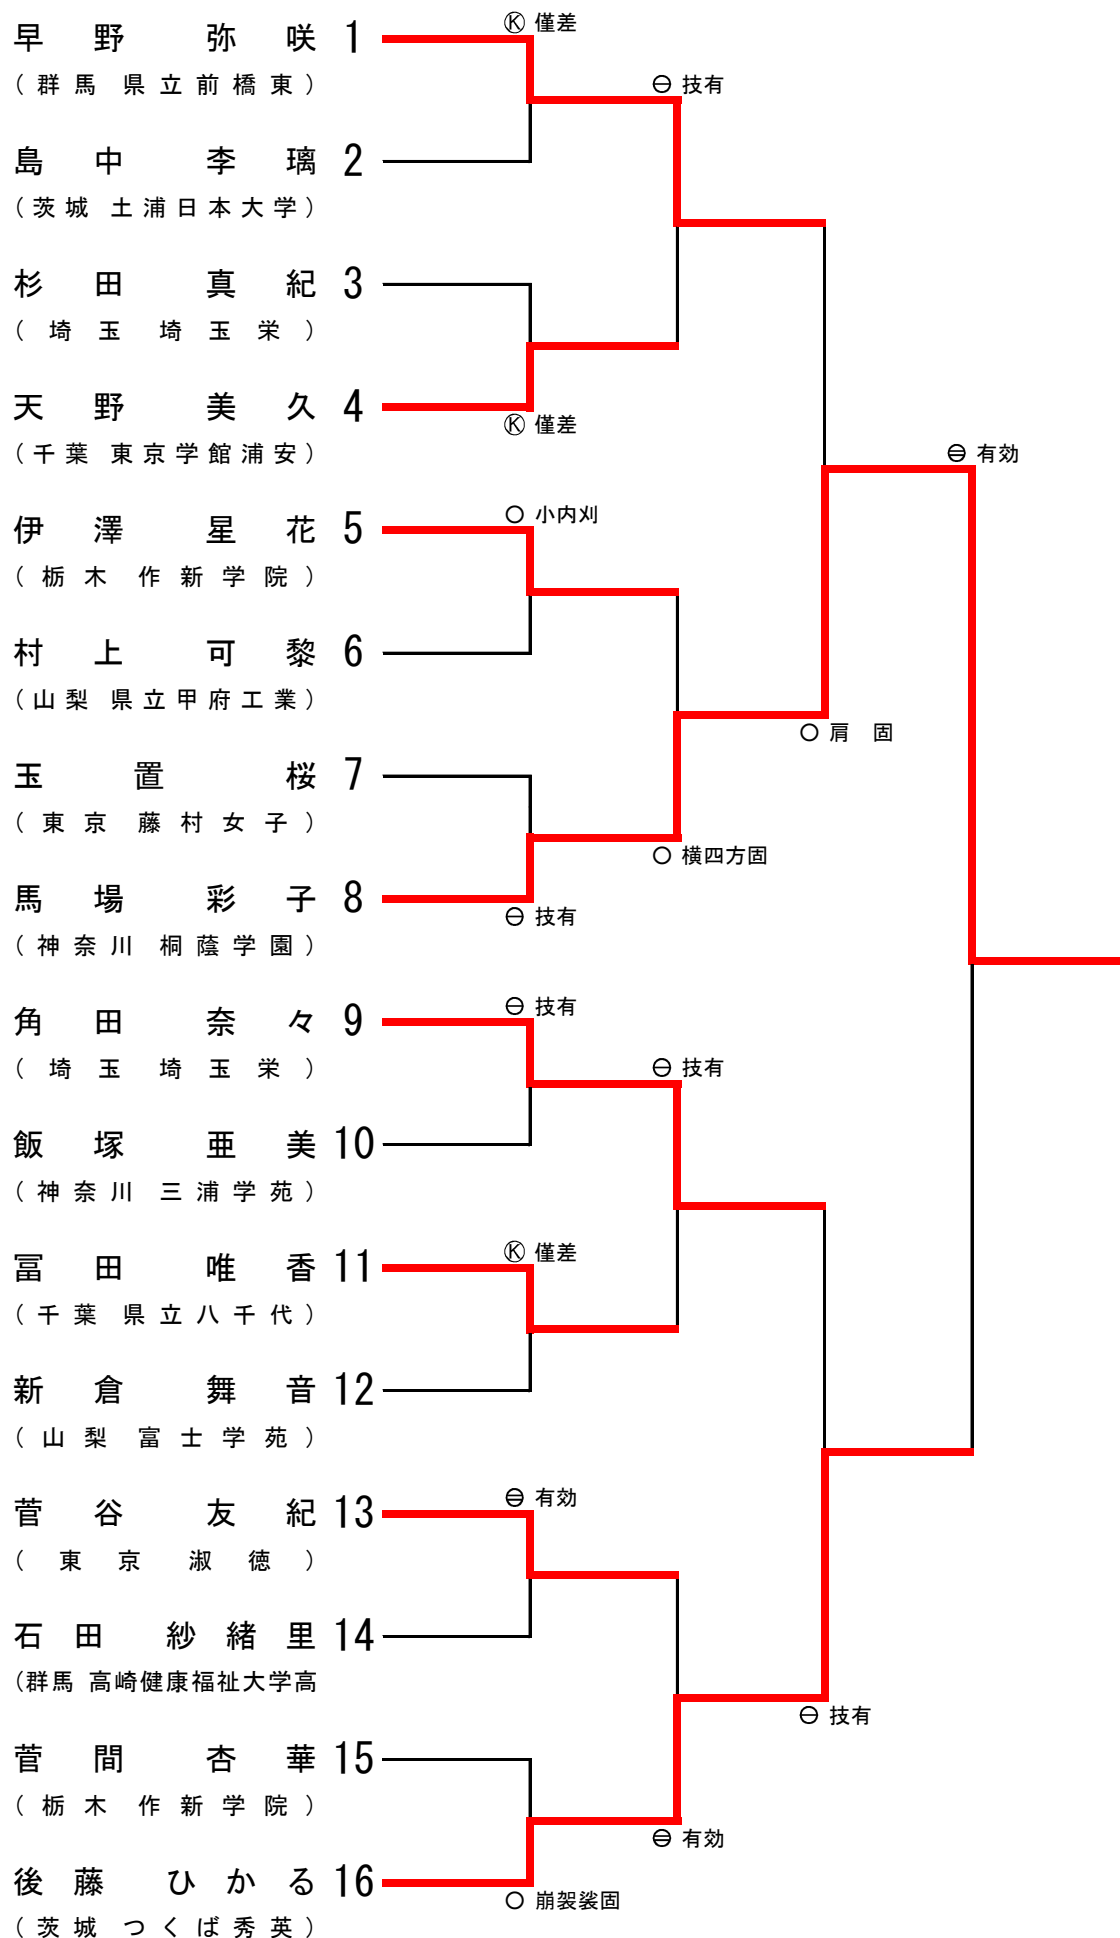 Ⓚ 僅差
早野 弥咲 1
(群馬 県立前橋東)
⊖ 技有
島中 李璃 2
(茨城 土浦日本大学)
杉田 真紀 3
(埼玉 埼玉栄)
天野 美久 4
Ⓚ 僅差
(千葉 東京学館浦安)
⊜ 有効
○ 小内刈
伊澤 星花 5
(栃木 作新学院)
村上 可黎 6
(山梨 県立甲府工業)
○ 肩 固
玉置 桜 7
(東京 藤村女子)
○ 横四方固
馬場 彩子 8
⊖ 技有
(神奈川 桐蔭学園)
⊖ 技有
角田 奈々 9
(埼玉 埼玉栄)
⊖ 技有
飯塚 亜美 10
(神奈川 三浦学苑)
Ⓚ 僅差
冨田 唯香 11
(千葉 県立八千代)
新倉 舞音 12
(山梨 富士学苑)
⊜ 有効
菅谷 友紀 13
(東京 淑徳)
石田 紗緒里 14
(群馬 高崎健康福祉大学高
⊖ 技有
菅間 杏華 15
(栃木 作新学院)
⊜ 有効
後藤 ひかる 16
○ 崩袈裟固
(茨城 つくば秀英)